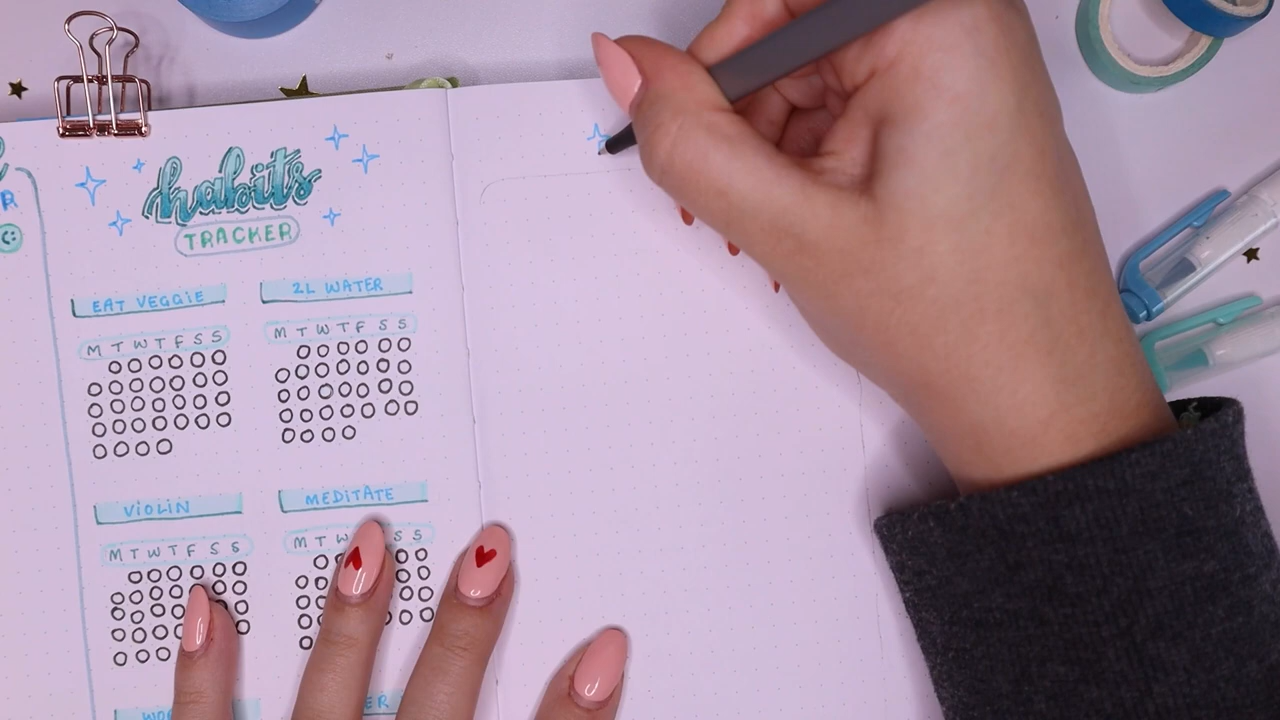 R
habits
TRACKER
EAT VEGGIE
2L WATER
M T W T F S S
M T W T F S S
VIOLIN
MEDITATE
M T W T F S S
M T W S S